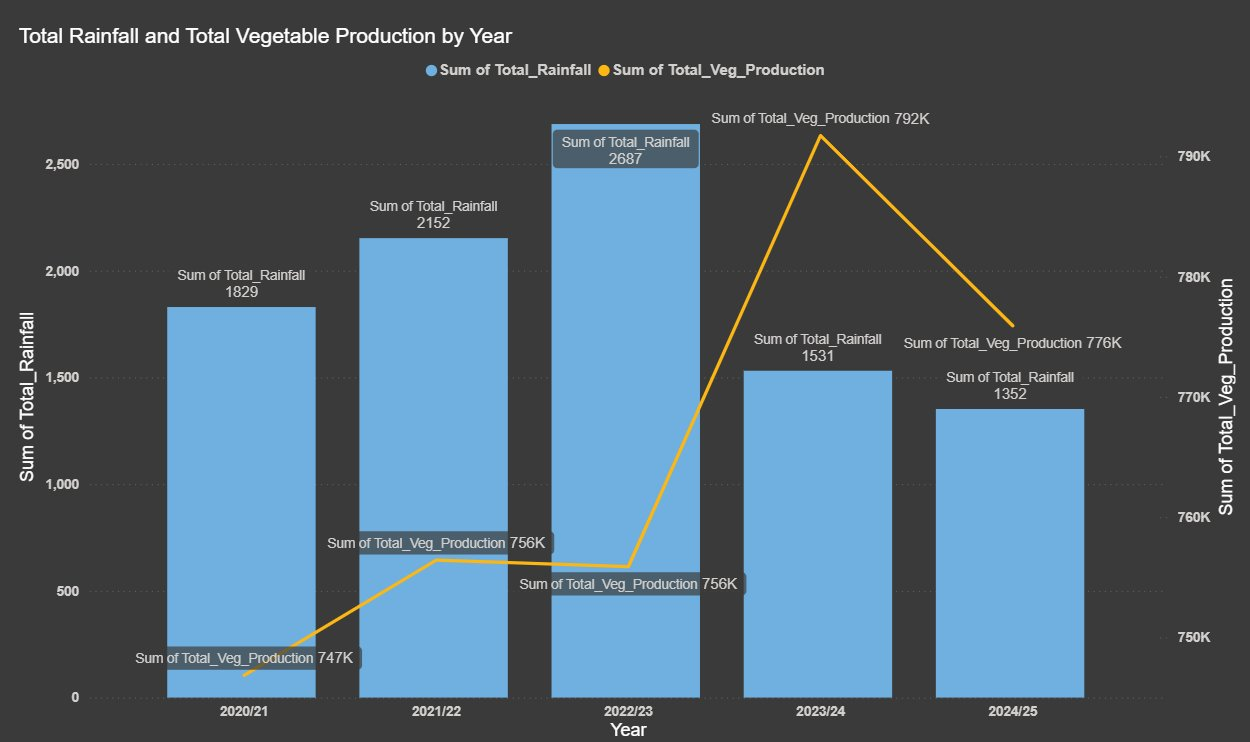 Total Rainfall and Total Vegetable Production by Year
Sum of Total_Rainfall Sum of Total_Veg_Production
Sum of Total_Veg_Production 792K
Sum of Total_Rainfall
2687
2,500
790K
Sum of Total_Rainfall
2152
2,000
780K
Sum of Total_Rainfall
1829
Sum of Total_Rainfall
1531
Sum of Total_Veg_Production 776K
1,500
Sum of Total_Rainfall
1352
770K
Sum of Total_Rainfall
Sum of Total_Veg_Production
1,000
760K
Sum of Total_Veg_Production 756K
Sum of Total_Veg_Production 756K
500
750K
Sum of Total_Veg_Production 747K
0
2020/21 2021/22 2022/23 2023/24 2024/25
Year